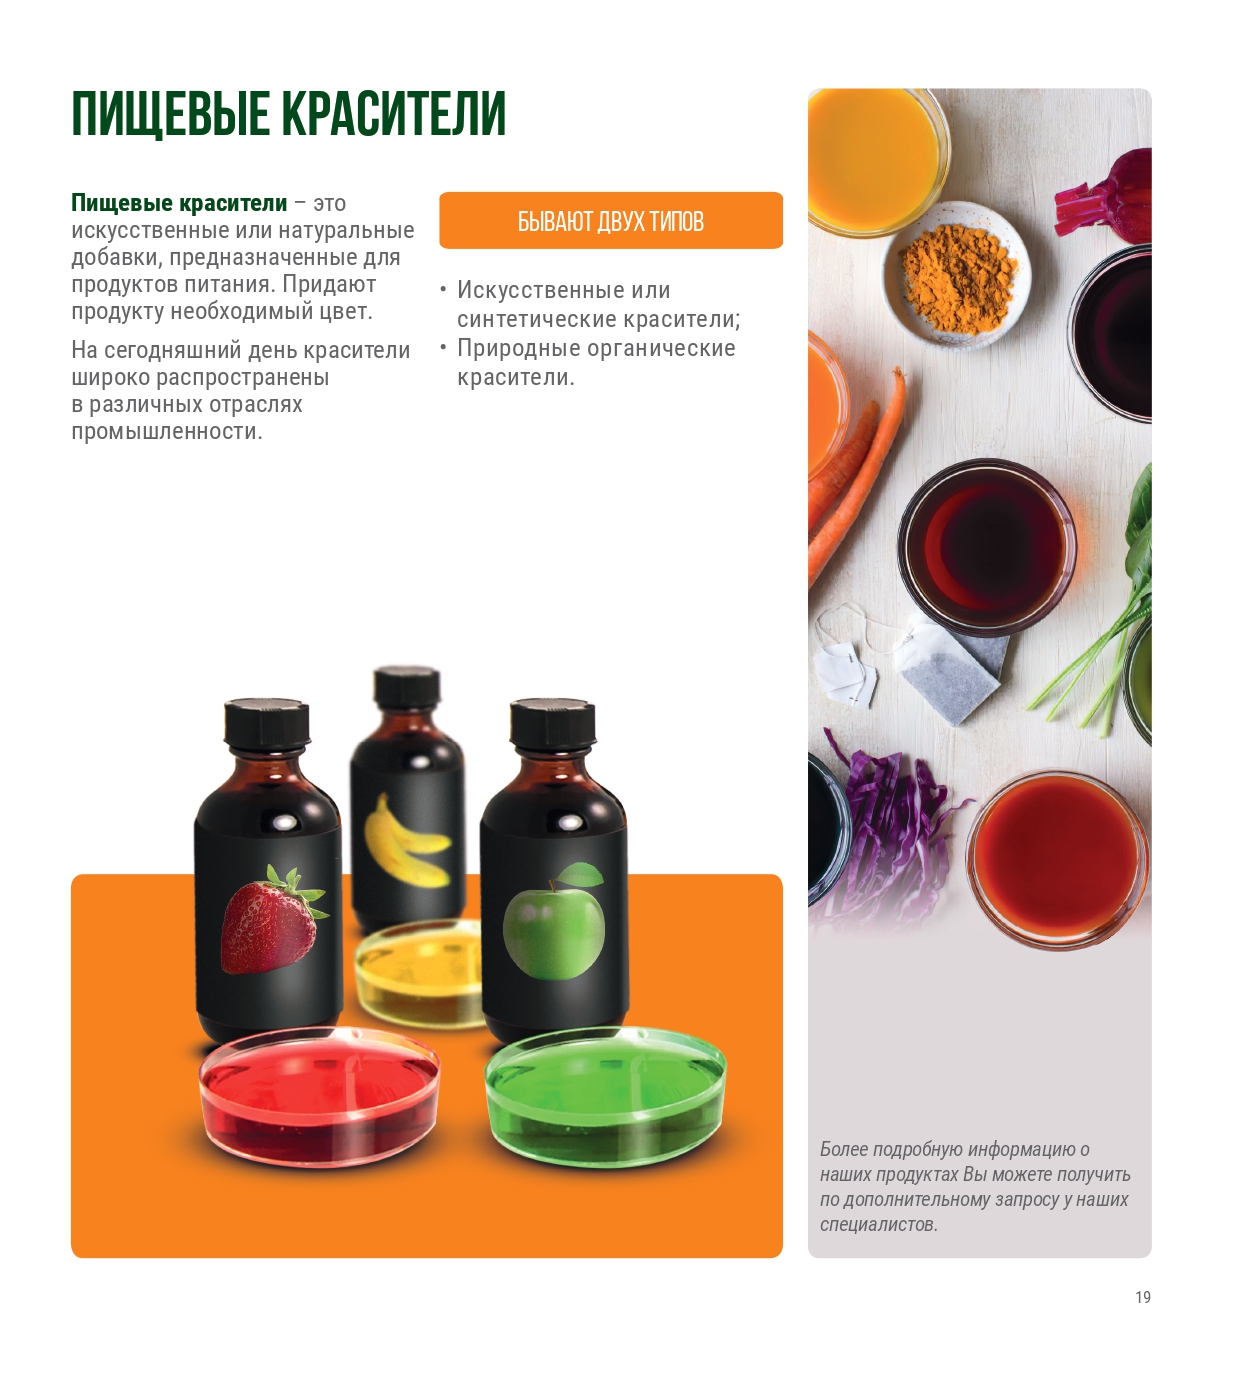 ПИЩЕВЫЕ КРАСИТЕЛИ
Пищевые красители – это
искусственные или натуральные
добавки, предназначенные для
продуктов питания. Придают
продукту необходимый цвет.
На сегодняшний день красители
широко распространены
в различных отраслях
промышленности.
БЫВАЮТ ДВУХ ТИПОВ
• Искусственные или
синтетические красители;
• Природные органические
красители.
Более подробную информацию о
наших продуктах Вы можете получить
по дополнительному запросу у наших
специалистов.
19